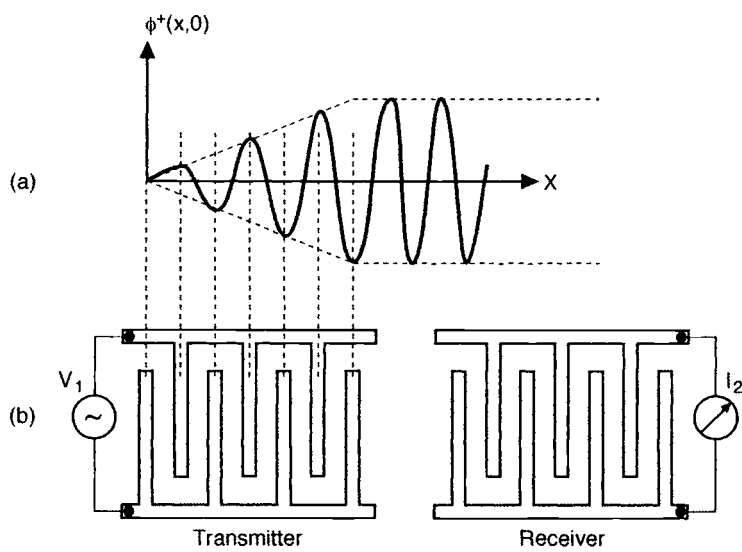 ϕ⁺(x,0)
(a)
X
V₁
~
(b)
I₂
Transmitter
Receiver